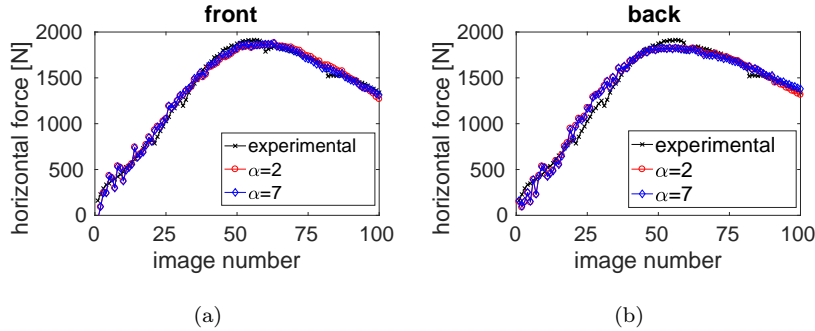 front
horizontal force [N]
2000
1500
1000
500
0
0 25 50 75 100
image number
experimental
α=2
α=7
(a)
back
horizontal force [N]
2000
1500
1000
500
0
0 25 50 75 100
image number
experimental
α=2
α=7
(b)